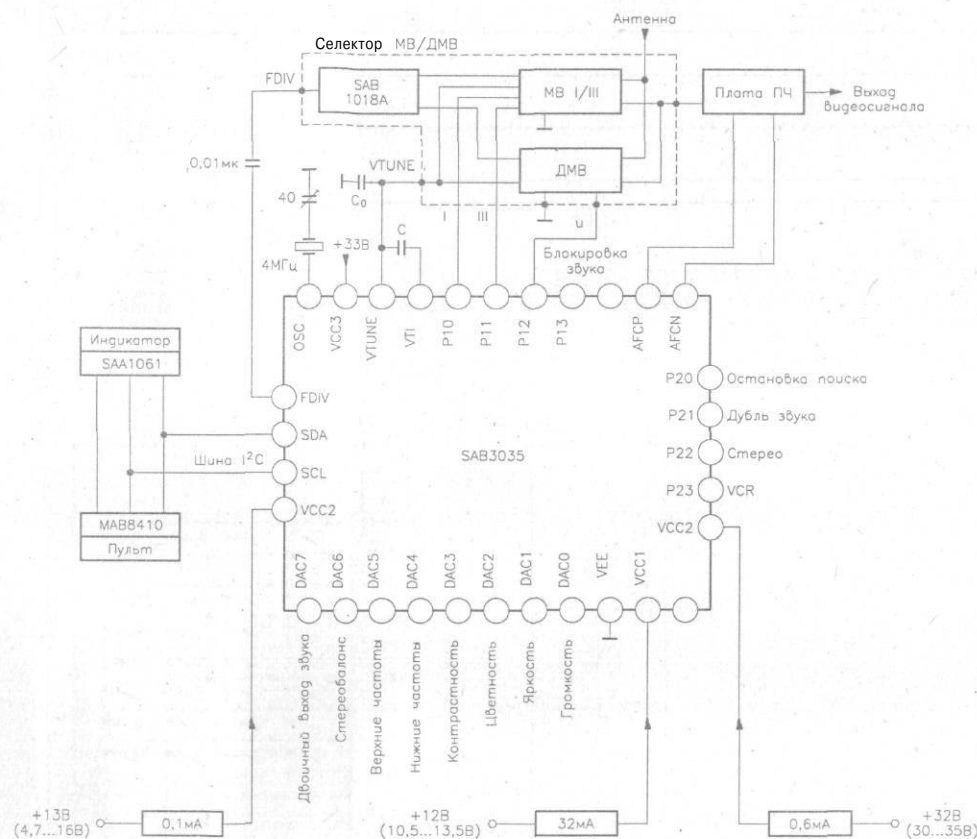 Антенна
Селектор МВ/ДМВ
FDIV
SAB
1018A
МВ I/III
Плата ПЧ
Выход
видеосигнала
,0,01мк
VTUNE
ДМВ
40
C₀
I
III
u
C
+33В
4МГц
Блокировка
звука
OSC
VCC3
VTUNE
VTI
P10
P11
P12
P13
AFCP
AFCN
Индикатор
SAA1061
FDiV
SDA
Шина I²C
SCL
VCC2
MAB8410
Пульт
SAB3035
P20 Остановка поиска
P21 Дубль звука
P22 Стерео
P23 VCR
VCC2
DAC7
DAC6
DAC5
DAC4
DAC3
DAC2
DAC1
DAC0
VEE
VCC1
Двоичный выход звука
Стереобаланс
Верхние частоты
Нижние частоты
Контрастность
Цветность
Яркость
Громкость
+13В
(4,7...16В)
0,1мА
+12В
(10,5...13,5В)
32мА
0,6мА
+32В
(30...35В)